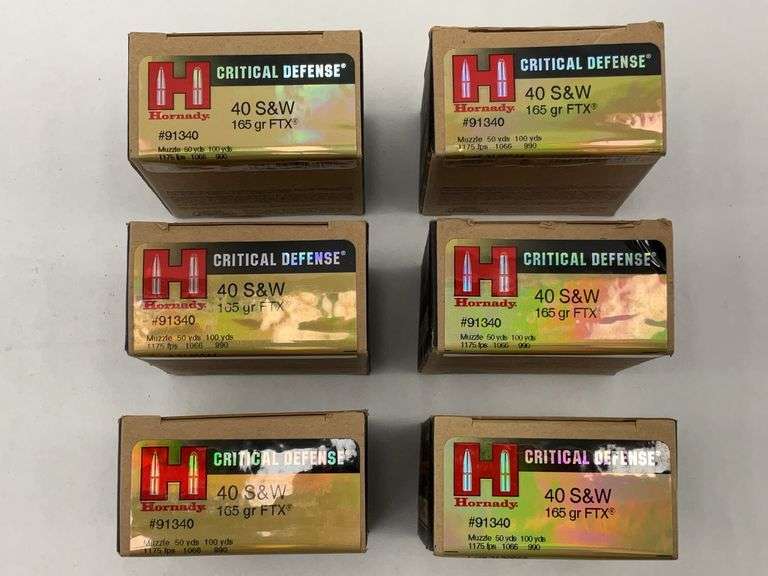 CRITICAL DEFENSE®
Hornady®
40 S&W
165 gr FTX®
#91340
Muzzle 50 yds 100 yds
1175 fps 1066 990
CRITICAL DEFENSE®
Hornady®
40 S&W
165 gr FTX®
#91340
Muzzle 50 yds 100 yds
1175 fps 1066 990
CRITICAL DEFENSE®
Hornady®
40 S&W
165 gr FTX®
#91340
Muzzle 50 yds 100 yds
1175 fps 1066 990
CRITICAL DEFENSE®
Hornady®
40 S&W
165 gr FTX®
#91340
Muzzle 50 yds 100 yds
1175 fps 1066 990
CRITICAL DEFENSE®
Hornady®
40 S&W
165 gr FTX®
#91340
Muzzle 50 yds 100 yds
1175 fps 1066 990
CRITICAL DEFENSE®
Hornady®
40 S&W
165 gr FTX®
#91340
Muzzle 50 yds 100 yds
1175 fps 1066 990